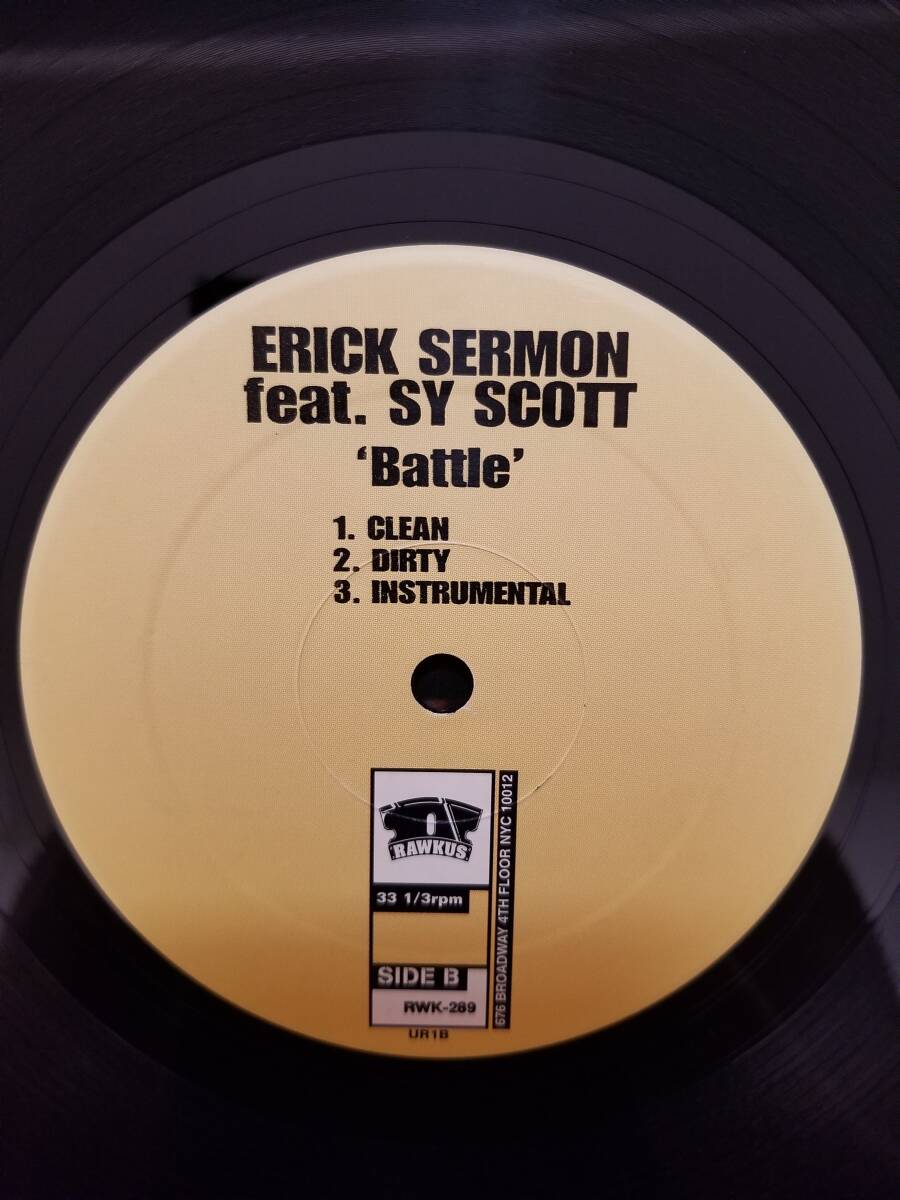 ERICK SERMON
feat. SY SCOTT
‘Battle’
1. CLEAN
2. DIRTY
3. INSTRUMENTAL
RAWKUS
33 1/3rpm
SIDE B
RWK-289
UR1B
676 BROADWAY 4TH FLOOR NYC 10012